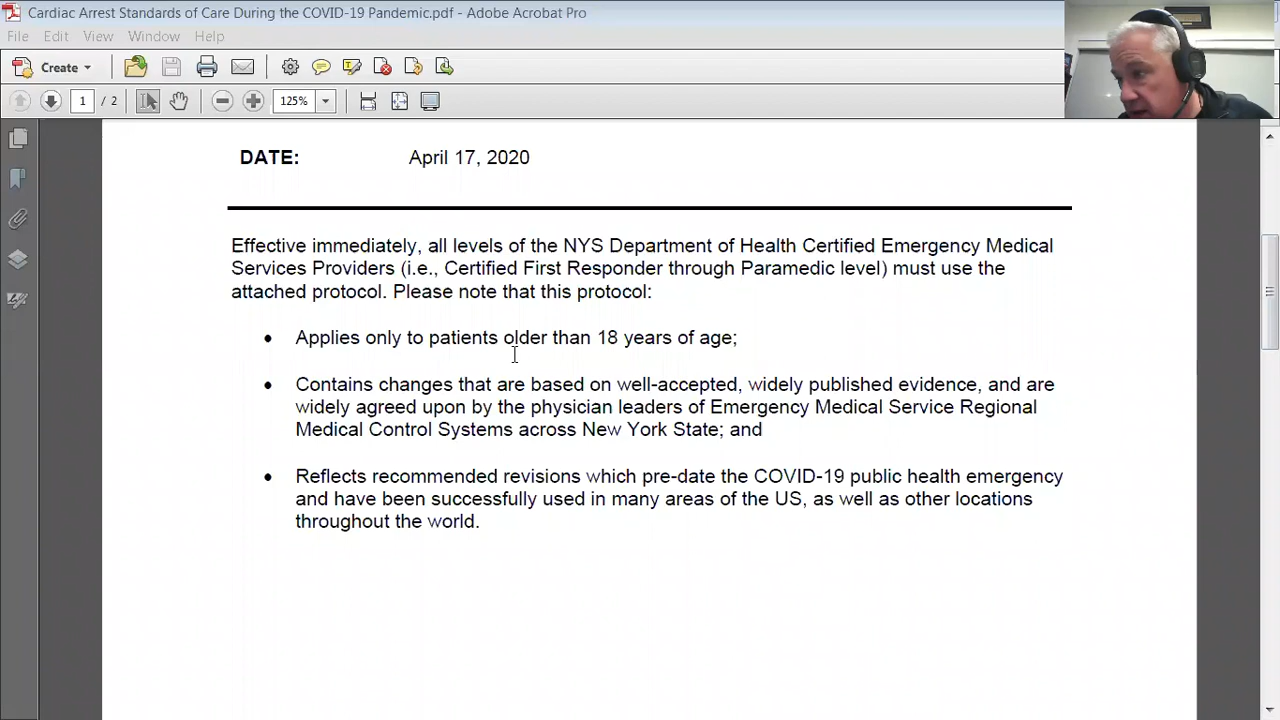 Cardiac Arrest Standards of Care During the COVID-19 Pandemic.pdf - Adobe Acrobat Pro
File Edit View Window Help
Create
1 / 2 125%
DATE: April 17, 2020
Effective immediately, all levels of the NYS Department of Health Certified Emergency Medical
Services Providers (i.e., Certified First Responder through Paramedic level) must use the
attached protocol. Please note that this protocol:
• Applies only to patients older than 18 years of age;
• Contains changes that are based on well-accepted, widely published evidence, and are
widely agreed upon by the physician leaders of Emergency Medical Service Regional
Medical Control Systems across New York State; and
• Reflects recommended revisions which pre-date the COVID-19 public health emergency
and have been successfully used in many areas of the US, as well as other locations
throughout the world.